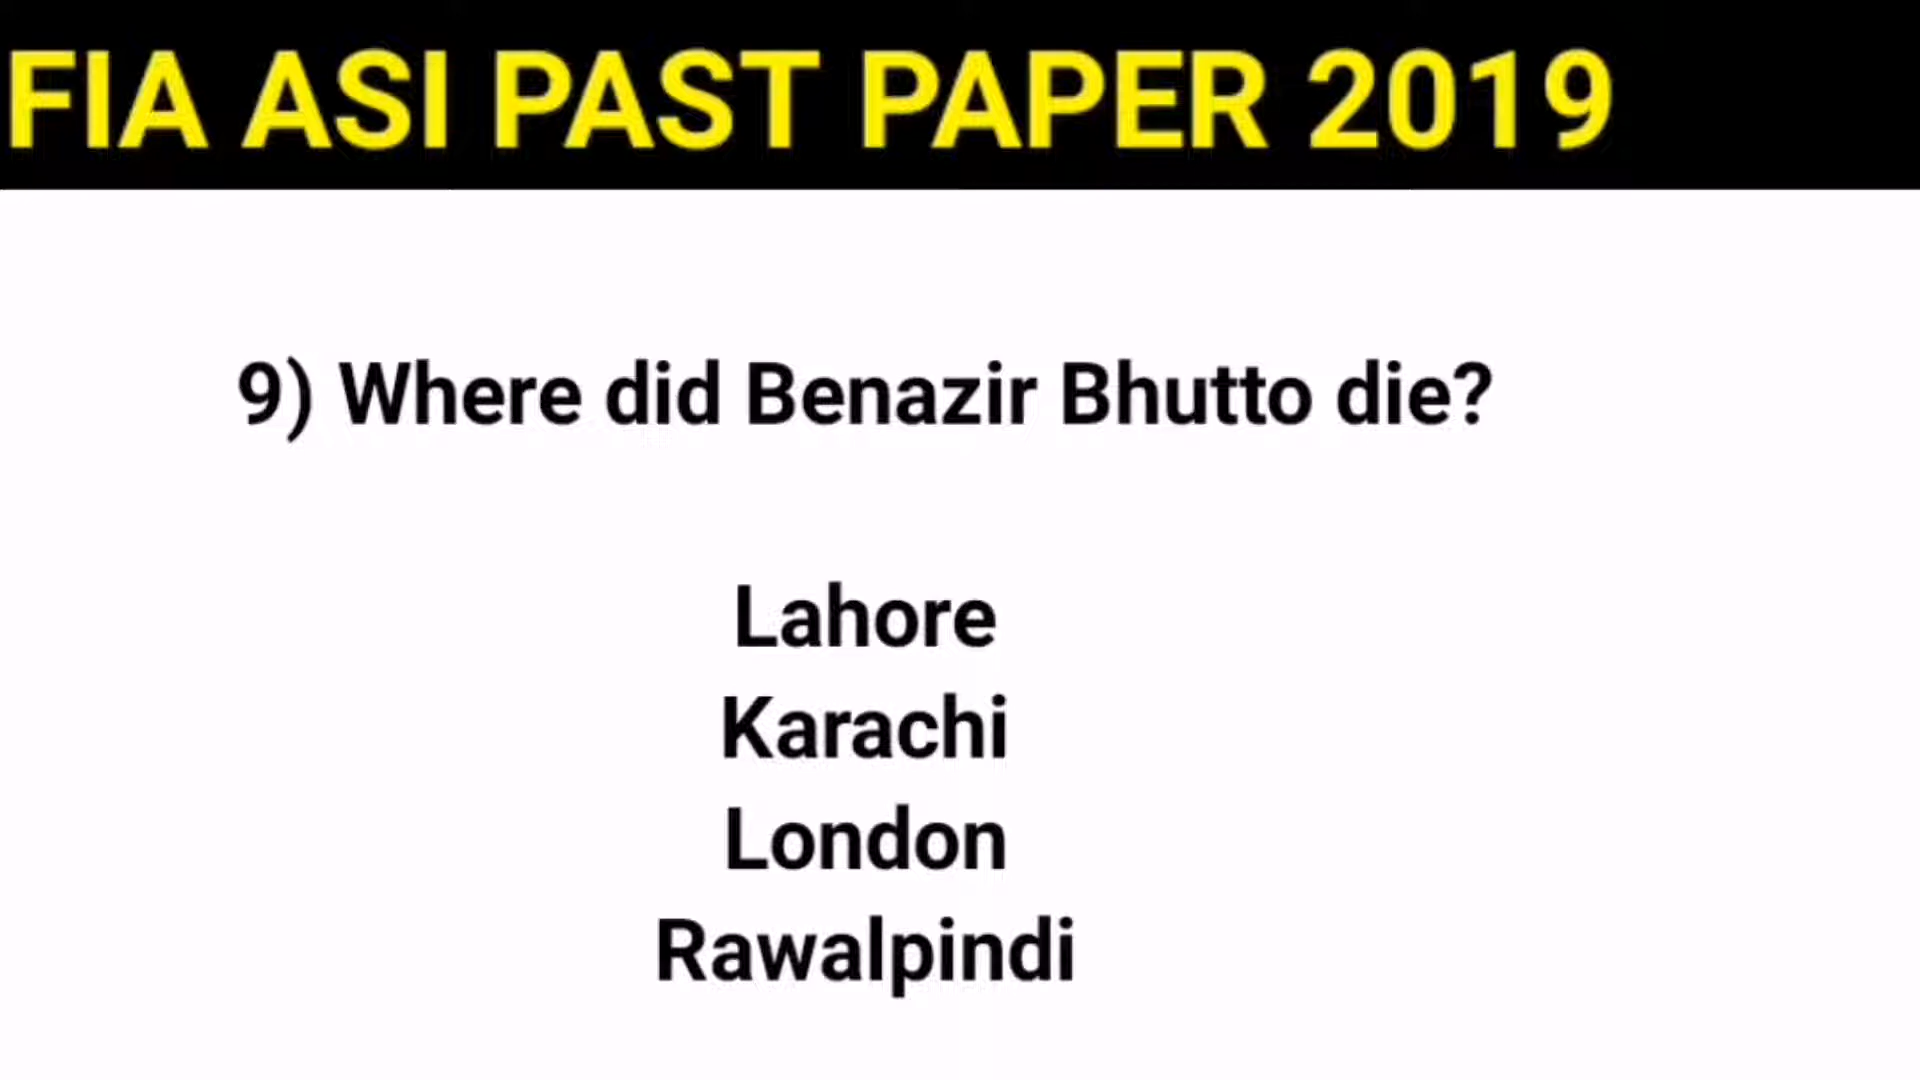 FIA ASI PAST PAPER 2019
9) Where did Benazir Bhutto die?
Lahore
Karachi
London
Rawalpindi